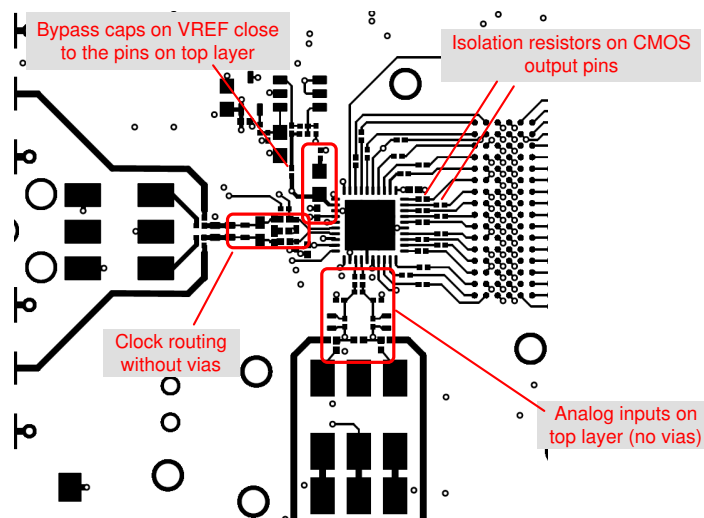 Bypass caps on VREF close
to the pins on top layer
Isolation resistors on CMOS
output pins
Clock routing
without vias
Analog inputs on
top layer (no vias)